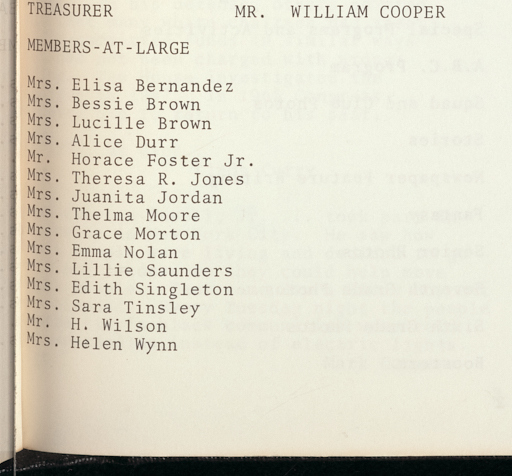 TREASURER MR. WILLIAM COOPER
MEMBERS-AT-LARGE
Mrs. Elisa Bernandez
Mrs. Bessie Brown
Mrs. Lucille Brown
Mrs. Alice Durr
Mr. Horace Foster Jr.
Mrs. Theresa R. Jones
Mrs. Juanita Jordan
Mrs. Thelma Moore
Mrs. Grace Morton
Mrs. Emma Nolan
Mrs. Lillie Saunders
Mrs. Edith Singleton
Mrs. Sara Tinsley
Mr. H. Wilson
Mrs. Helen Wynn